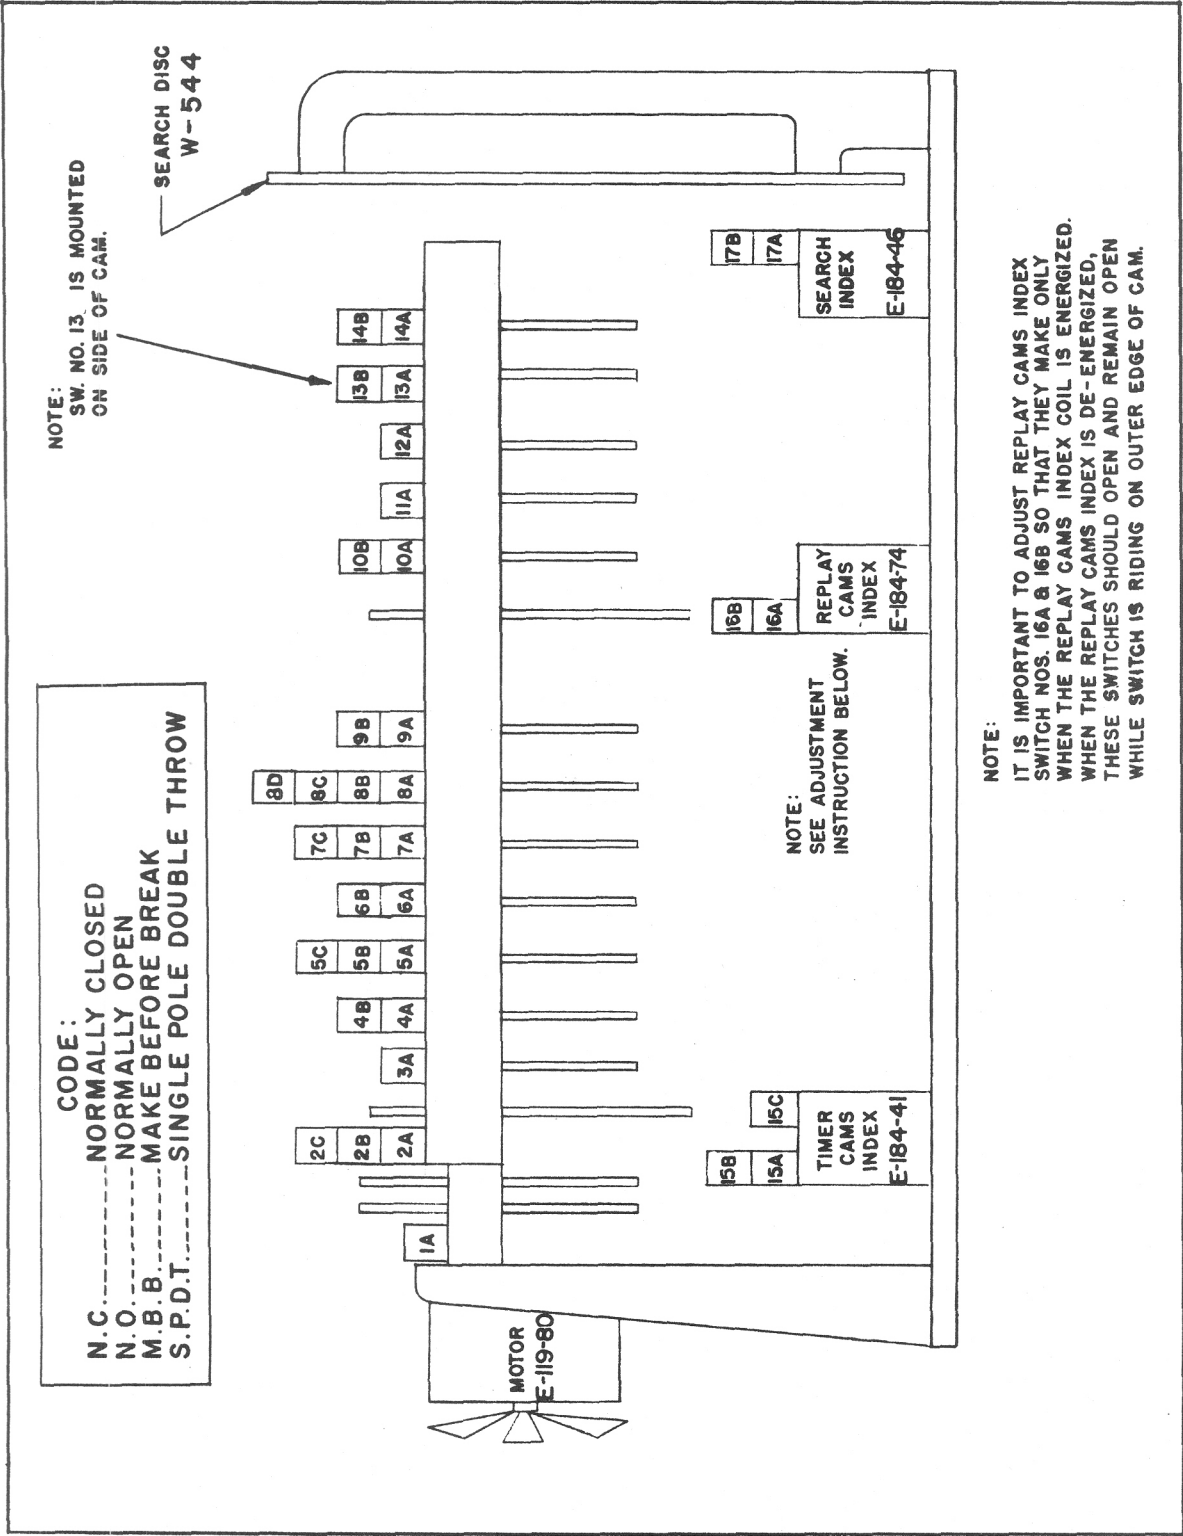 CODE:
N.C.----------NORMALLY CLOSED
N.O.----------NORMALLY OPEN
M.B.B.--------MAKE BEFORE BREAK
S.P.D.T.------SINGLE POLE DOUBLE THROW
NOTE:
SW. NO. 13 IS MOUNTED
ON SIDE OF CAM.
SEARCH DISC
W-544
8D
2C
5C
7C
8C
2B
4B
5B
6B
7B
8B
9B
10B
13B
14B
1A
2A
3A
4A
5A
6A
7A
8A
9A
10A
11A
12A
13A
14A
MOTOR
E-119-80
15B
15A
15C
TIMER
CAMS
INDEX
E-184-41
NOTE:
SEE ADJUSTMENT
INSTRUCTION BELOW.
16B
16A
REPLAY
CAMS
INDEX
E-184-74
17B
17A
SEARCH
INDEX
E-184-46
NOTE:
IT IS IMPORTANT TO ADJUST REPLAY CAMS INDEX
SWITCH NOS. 16A & 16B SO THAT THEY MAKE ONLY
WHEN THE REPLAY CAMS INDEX COIL IS ENERGIZED.
WHEN THE REPLAY CAMS INDEX IS DE-ENERGIZED,
THESE SWITCHES SHOULD OPEN AND REMAIN OPEN
WHILE SWITCH IS RIDING ON OUTER EDGE OF CAM.